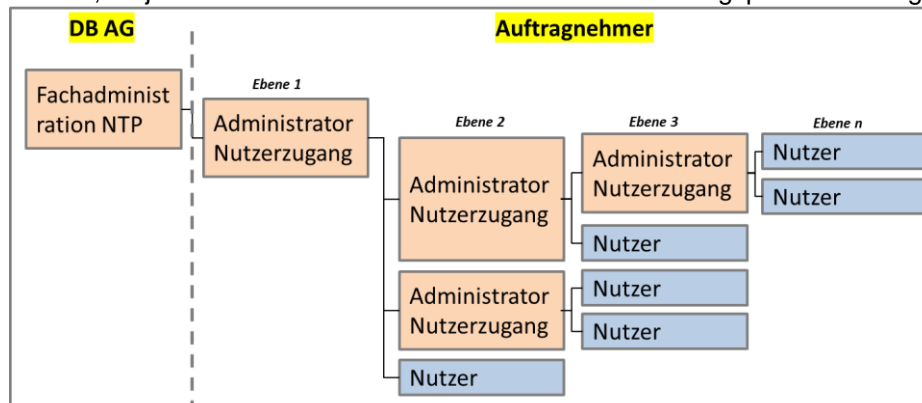 DB AG
Auftragnehmer
Fachadminist
ration NTP
Ebene 1
Administrator
Nutzerzugang
Ebene 2
Administrator
Nutzerzugang
Administrator
Nutzerzugang
Nutzer
Ebene 3
Administrator
Nutzerzugang
Nutzer
Nutzer
Nutzer
Ebene n
Nutzer
Nutzer